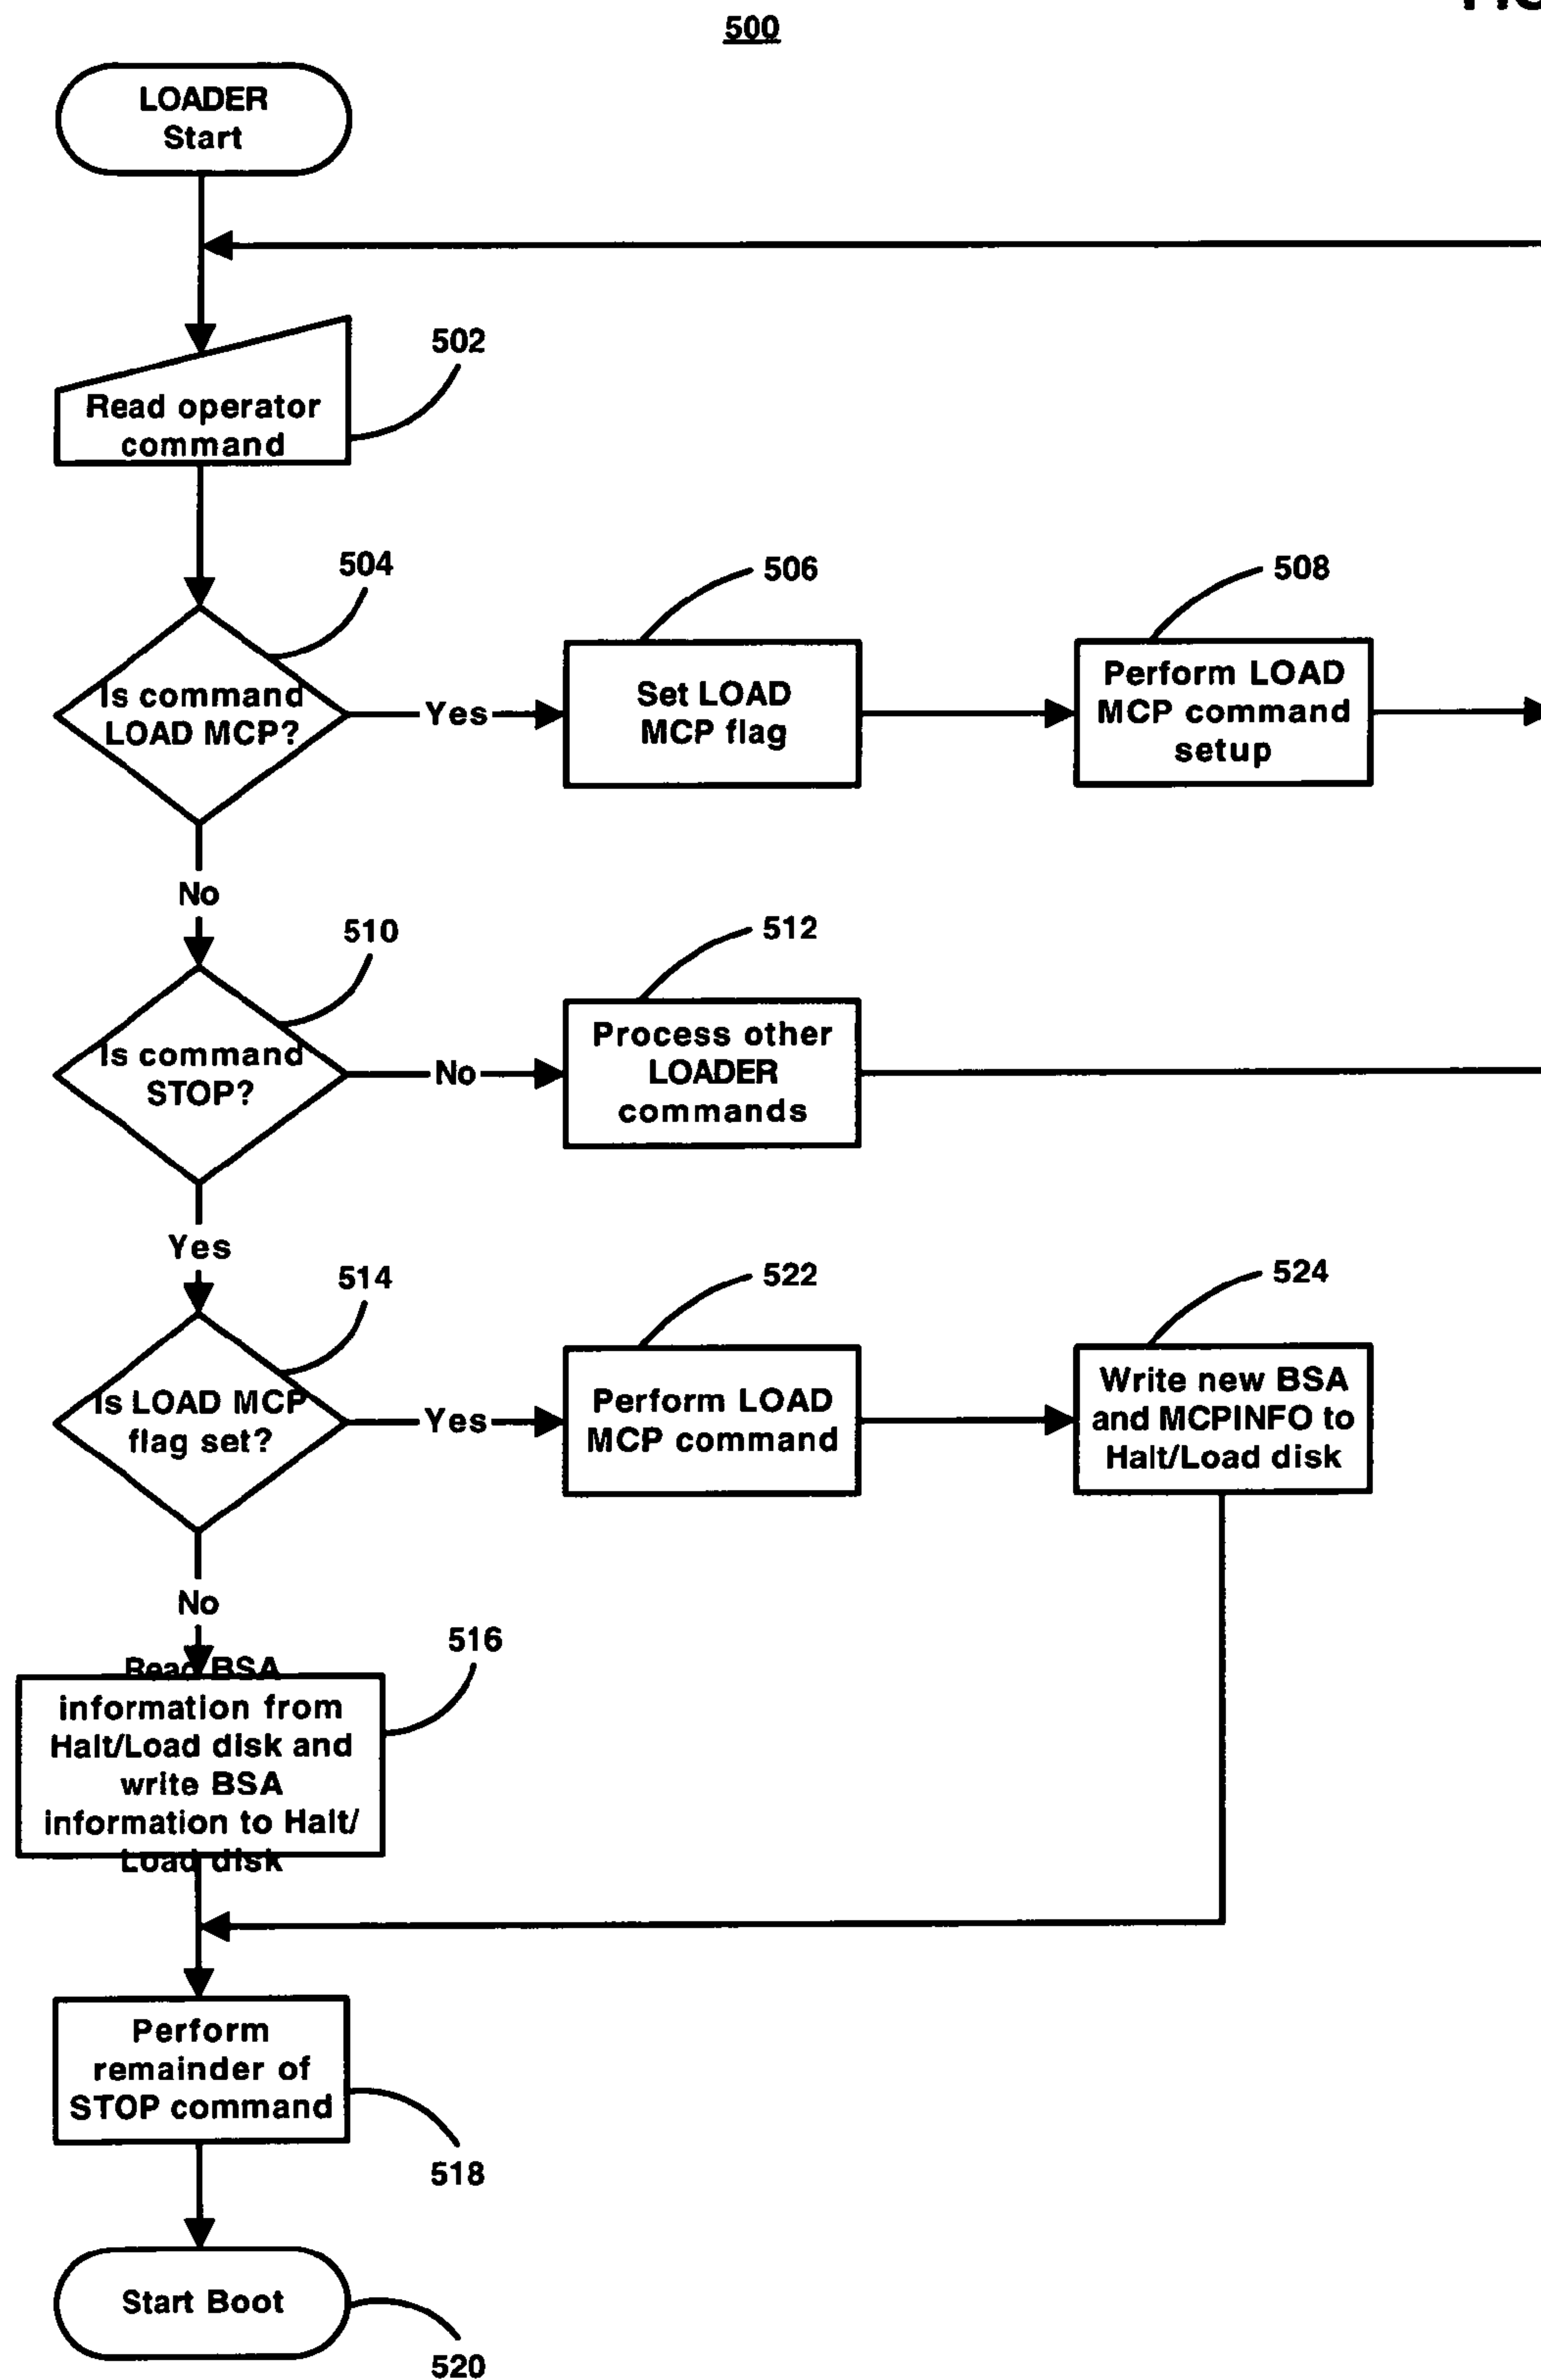 500
LOADER
Start
502
Read operator
command
504
506
508
Is command
LOAD MCP?
Yes
Set LOAD
MCP flag
Perform LOAD
MCP command
setup
No
510
512
Is command
STOP?
No
Process other
LOADER
commands
Yes
514
522
524
Is LOAD MCP
flag set?
Yes
Perform LOAD
MCP command
Write new BSA
and MCPINFO to
Halt/Load disk
No
516
Read BSA
information from
Halt/Load disk and
write BSA
information to Halt/
Load disk
Perform
remainder of
STOP command
518
Start Boot
520